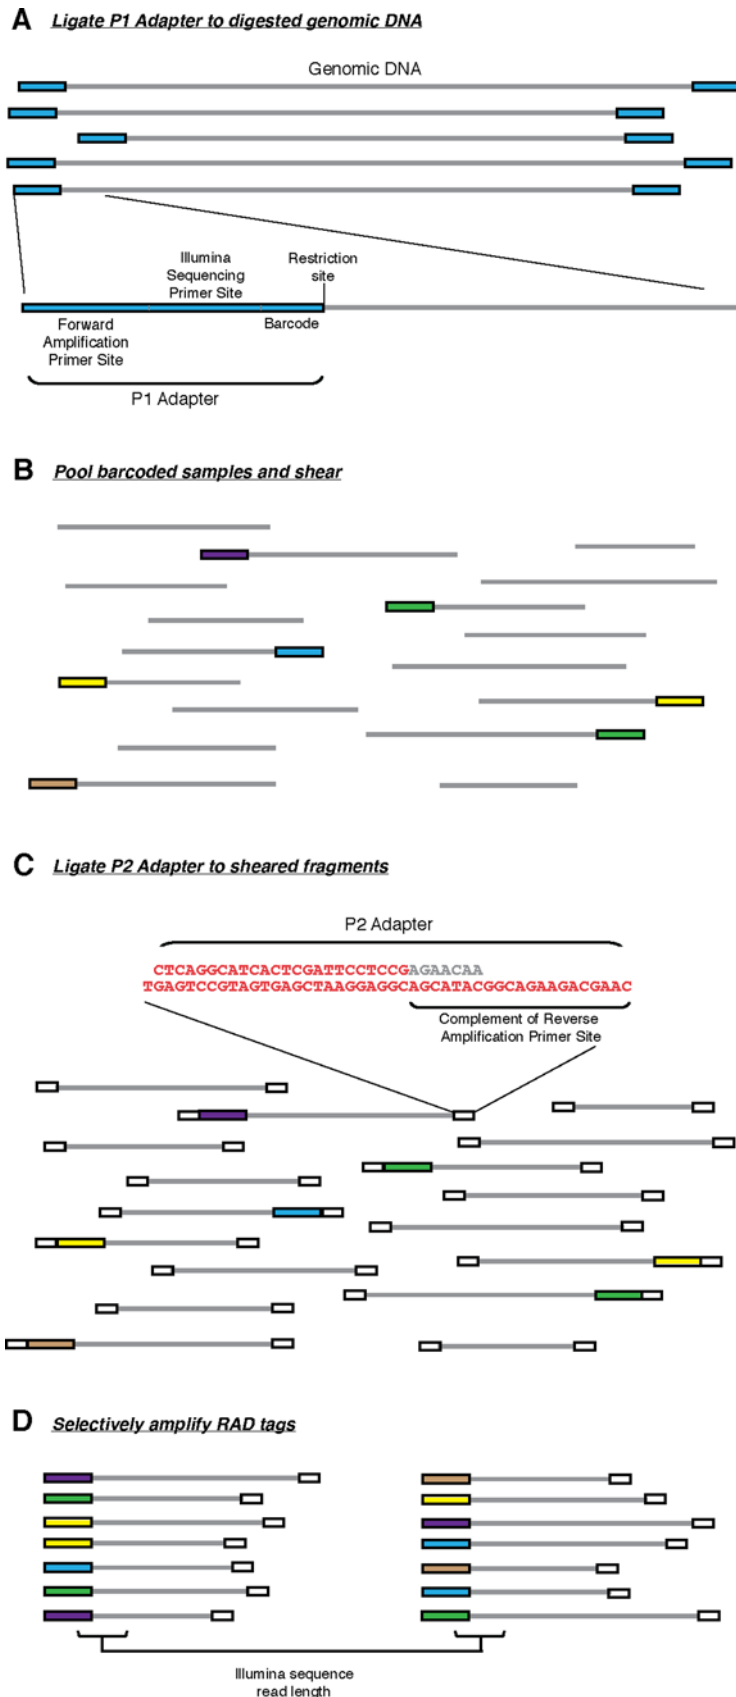 A Ligate P1 Adapter to digested genomic DNA
Genomic DNA
Illumina
Sequencing
Primer Site
Restriction
site
Forward
Amplification
Primer Site
Barcode
P1 Adapter
B Pool barcoded samples and shear
C Ligate P2 Adapter to sheared fragments
P2 Adapter
CTCAGGCATCACTCGATTCCTCCGAGAACAA
TGAGTCCGTAGTGAGCTAAGGAGGCAGCATACGGCAGAAGACGAAC
Complement of Reverse
Amplification Primer Site
D Selectively amplify RAD tags
Illumina sequence
read length